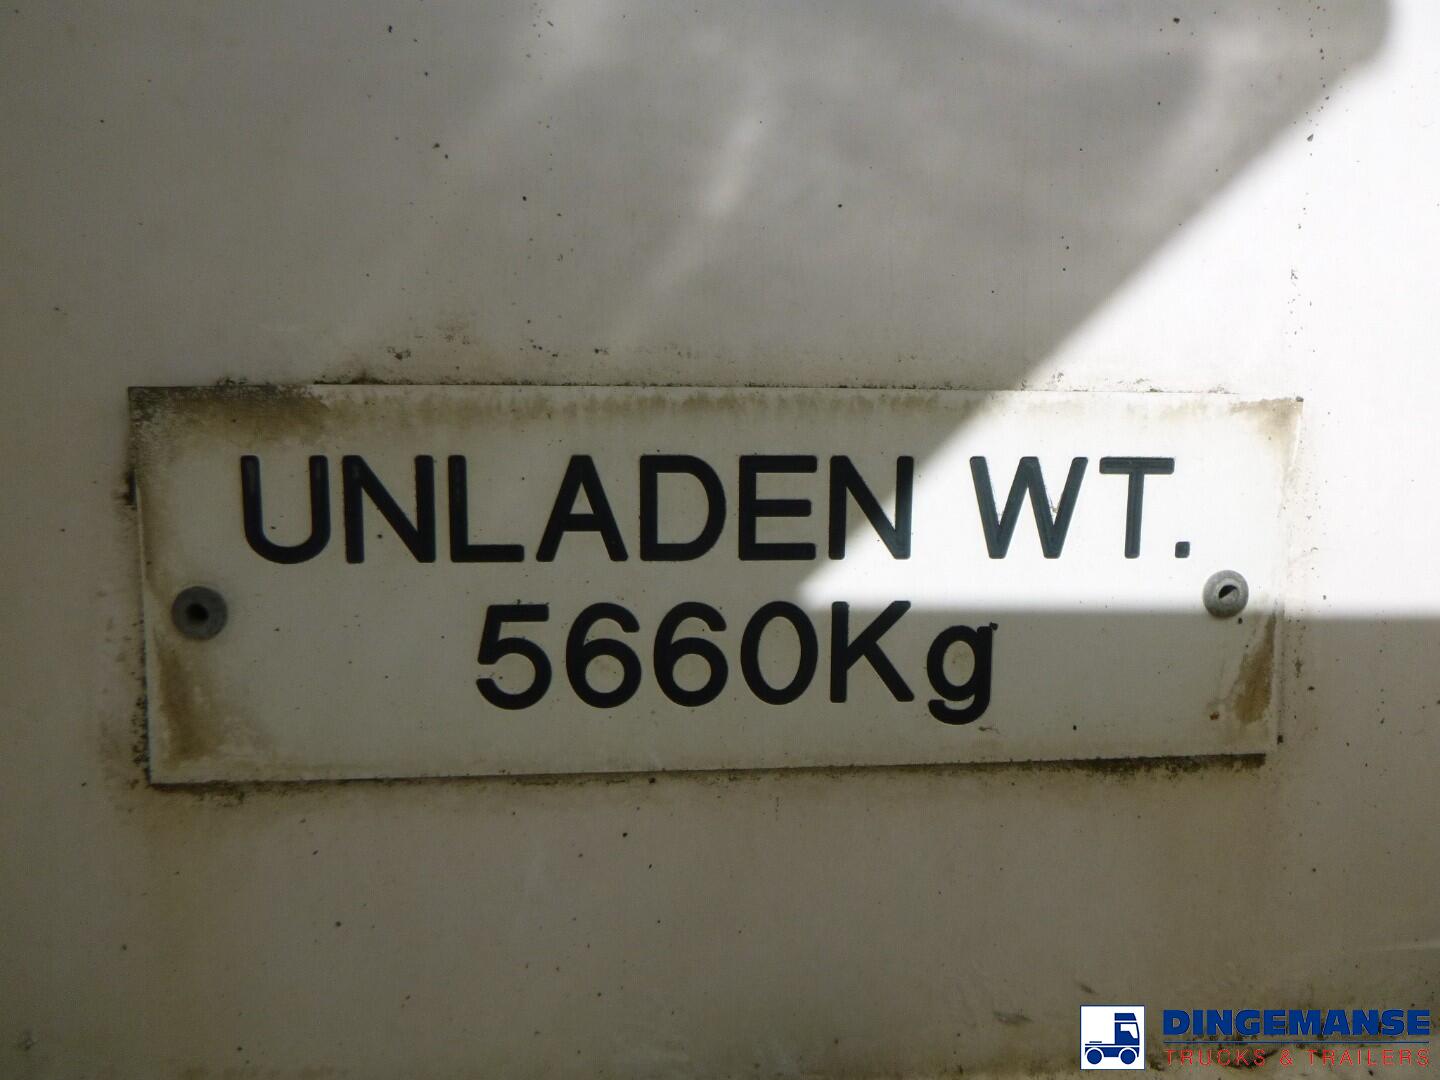 UNLADEN WT.
5660Kg
DINGEMANSE
TRUCKS & TRAILERS